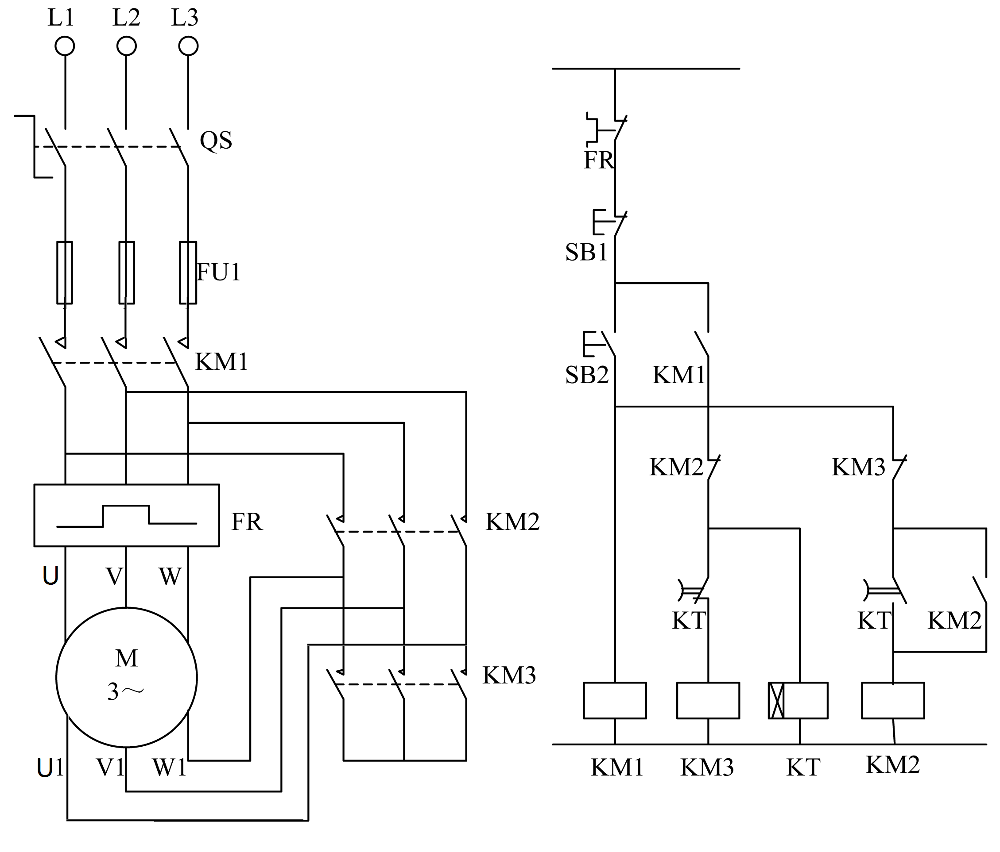 L1 L2 L3
QS
FU1
KM1
FR
U V W
M
3～
U1 V1 W1
KM2
KM3
FR
SB1
SB2 KM1
KM2 KM3
KT KT KM2
KM1 KM3 KT KM2